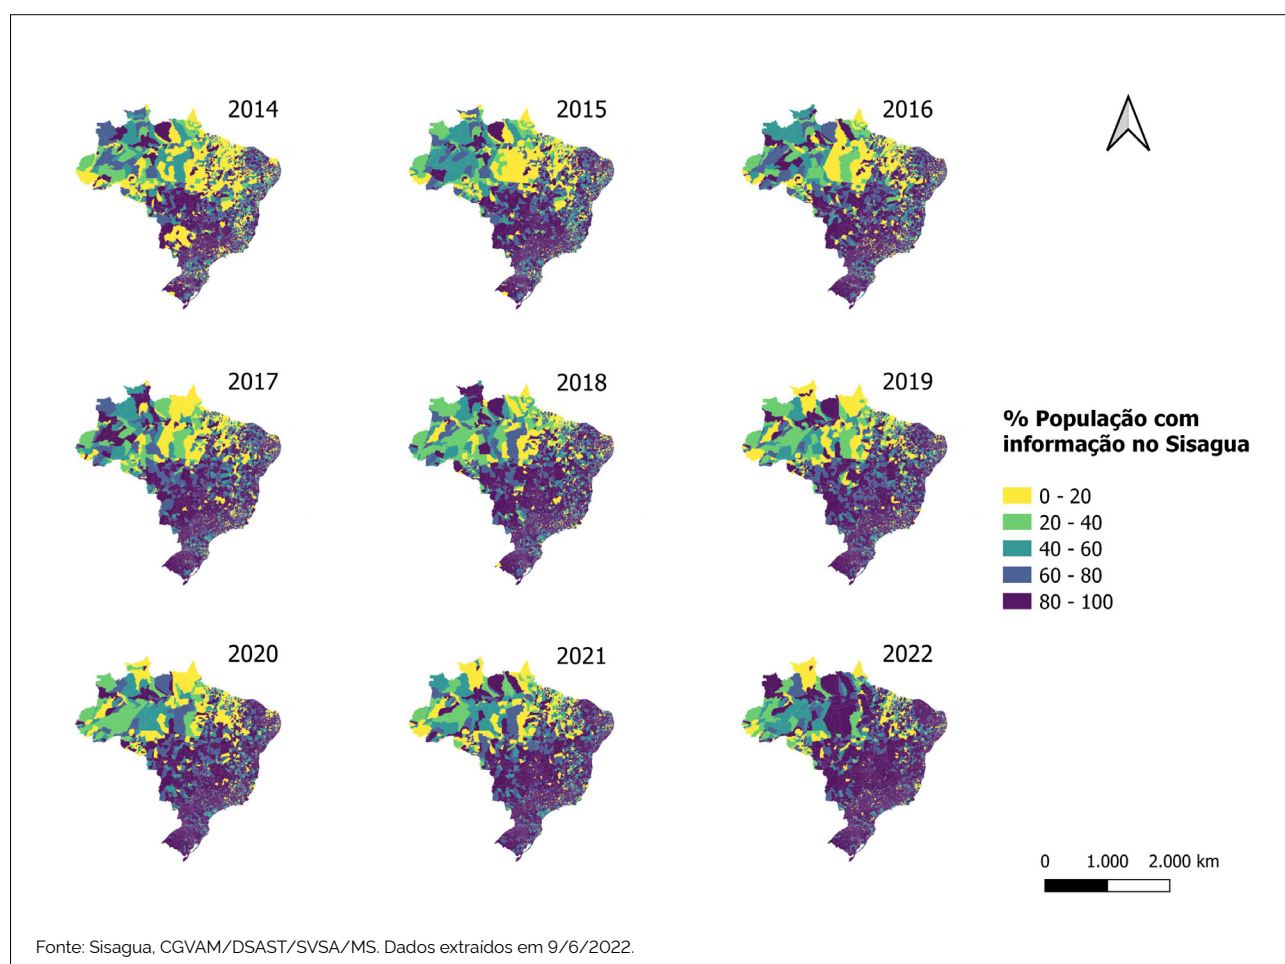 2014
2015
2016
2017
2018
2019
% População com
informação no Sisagua
0 - 20
20 - 40
40 - 60
60 - 80
80 - 100
2020
2021
2022
0 1.000 2.000 km
Fonte: Sisagua, CGVAM/DSAST/SVSA/MS. Dados extraídos em 9/6/2022.